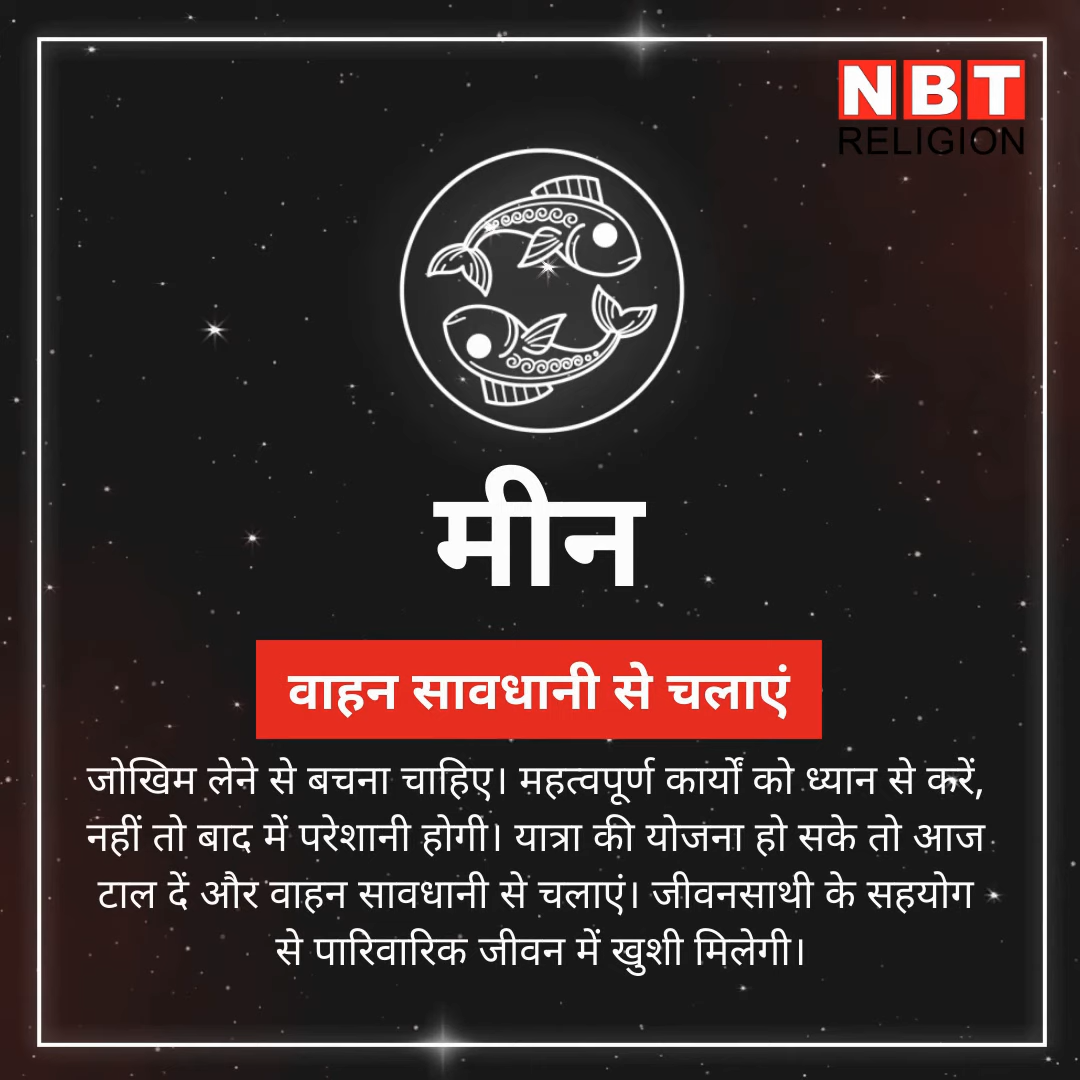 NBT
RELIGION
मीन
वाहन सावधानी से चलाएं
जोखिम लेने से बचना चाहिए। महत्वपूर्ण कार्यों को ध्यान से करें,
नहीं तो बाद में परेशानी होगी। यात्रा की योजना हो सके तो आज
टाल दें और वाहन सावधानी से चलाएं। जीवनसाथी के सहयोग
से पारिवारिक जीवन में खुशी मिलेगी।